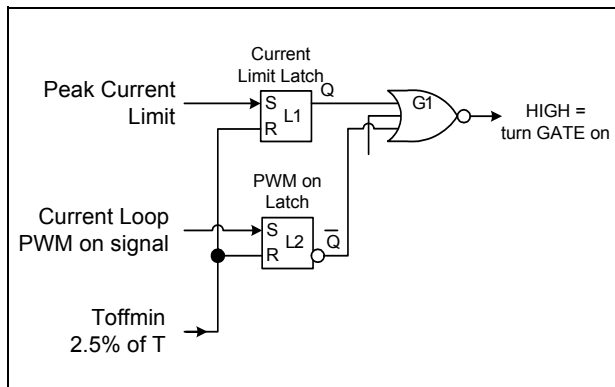 Current
Limit Latch
Peak Current
Limit
S
R
L1
Q
G1
HIGH =
turn GATE on
PWM on
Latch
Current Loop
PWM on signal
S
R
L2
Q
Toffmin
2.5% of T